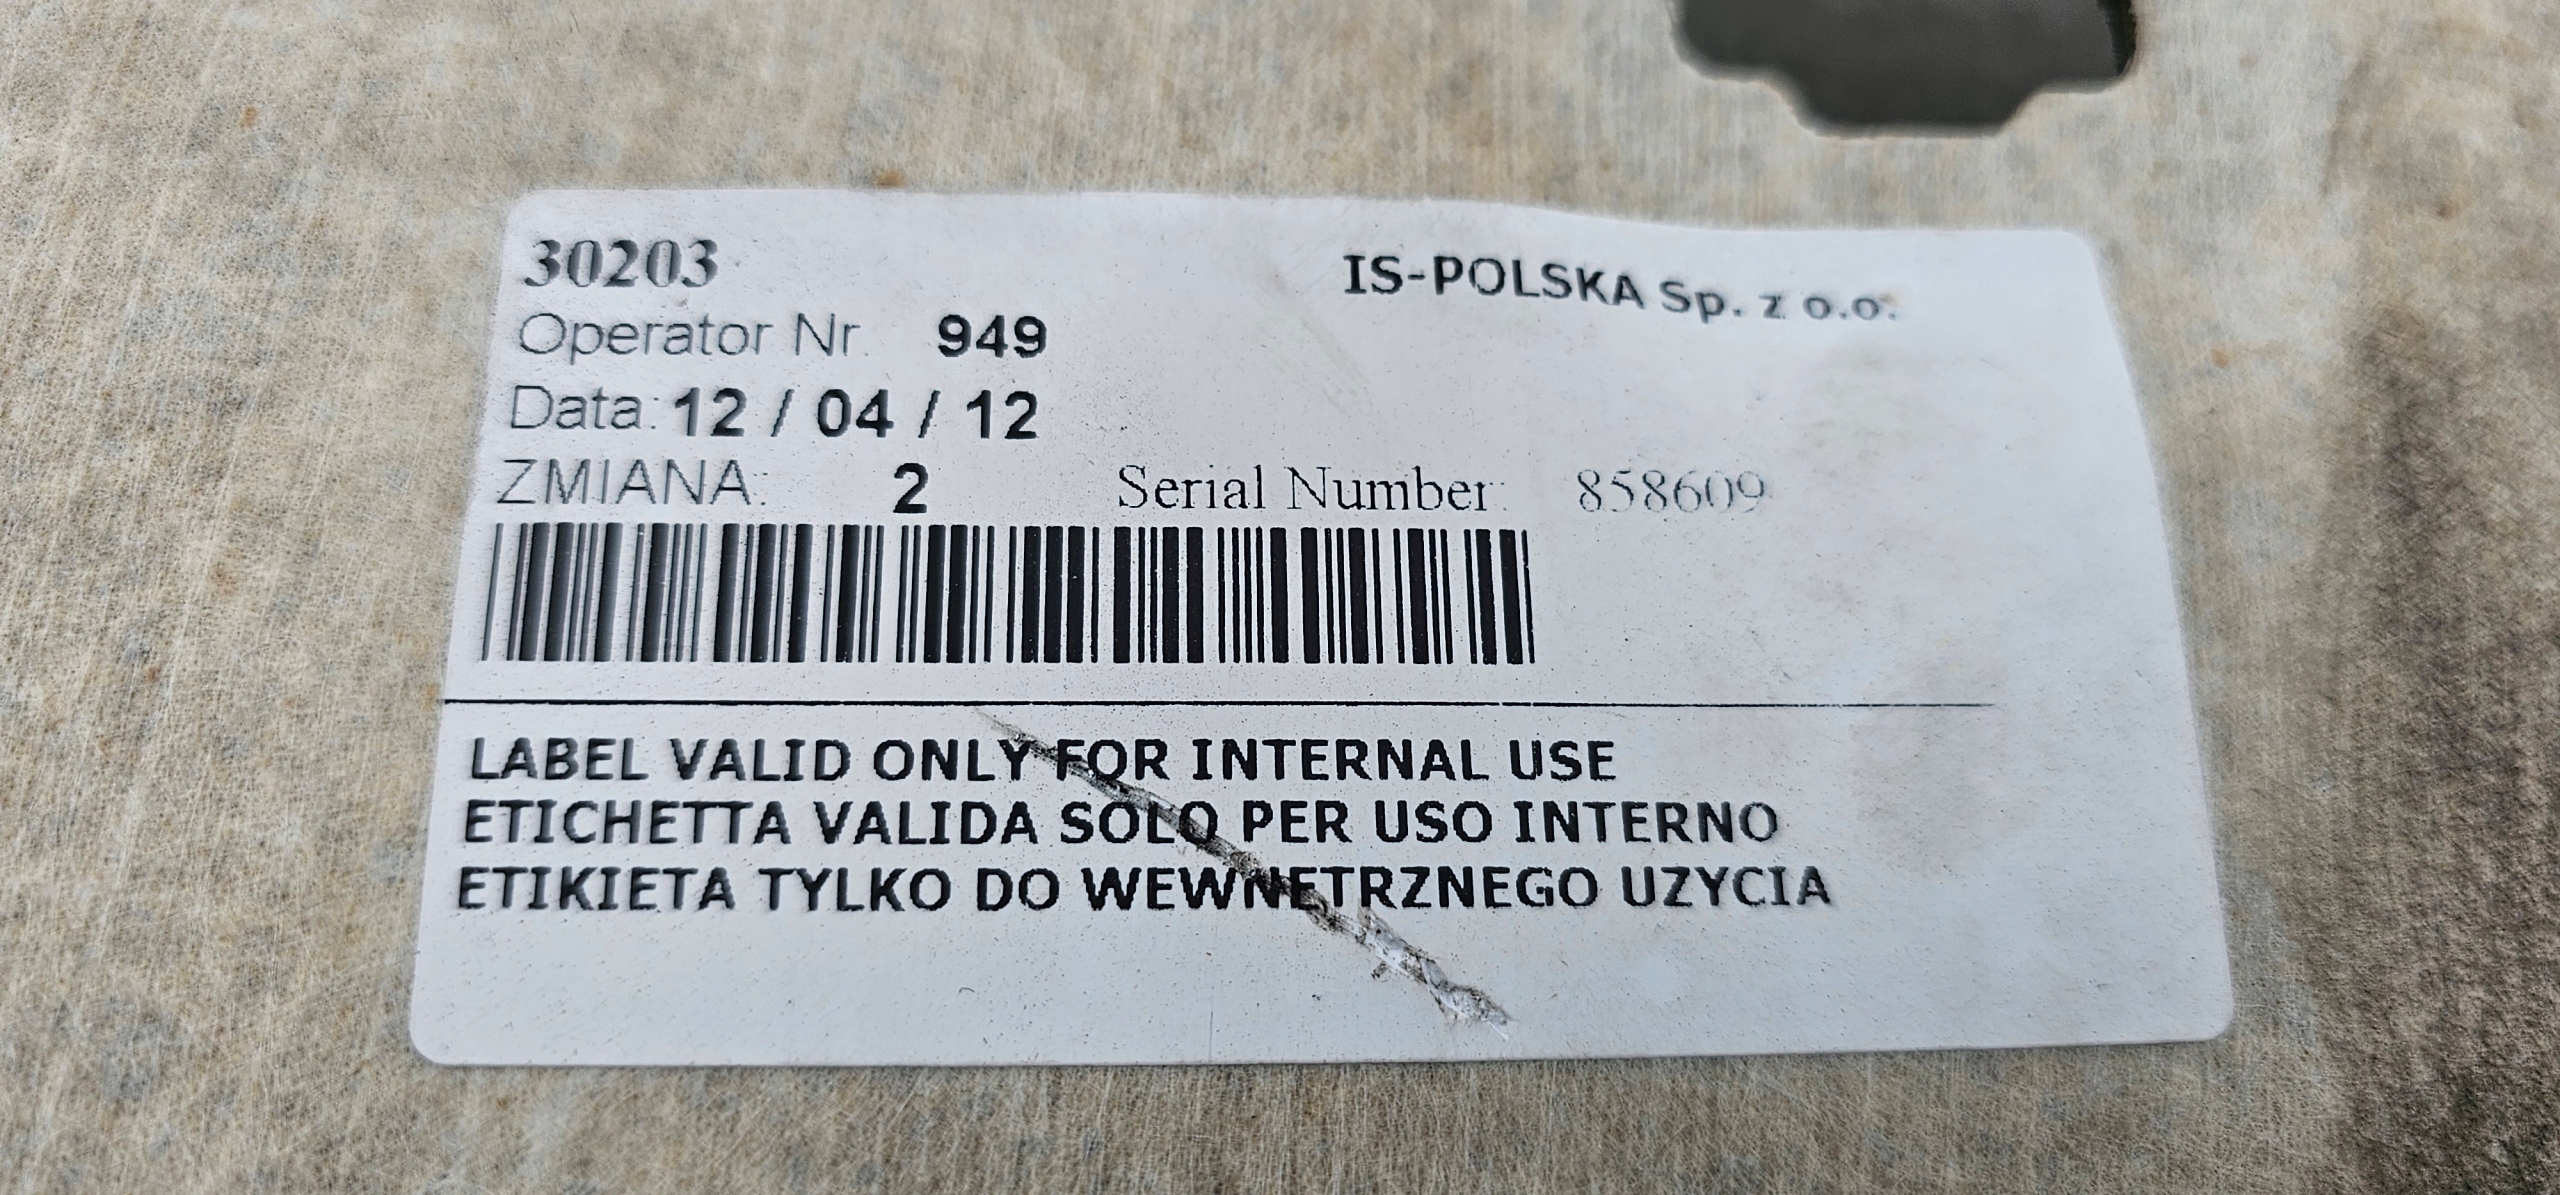 30203
IS-POLSKA Sp. z o.o.
Operator Nr. 949
Data: 12 / 04 / 12
ZMIANA: 2 Serial Number: 858609
LABEL VALID ONLY FOR INTERNAL USE
ETICHETTA VALIDA SOLO PER USO INTERNO
ETIKIETA TYLKO DO WEWNETRZNEGO UZYCIA